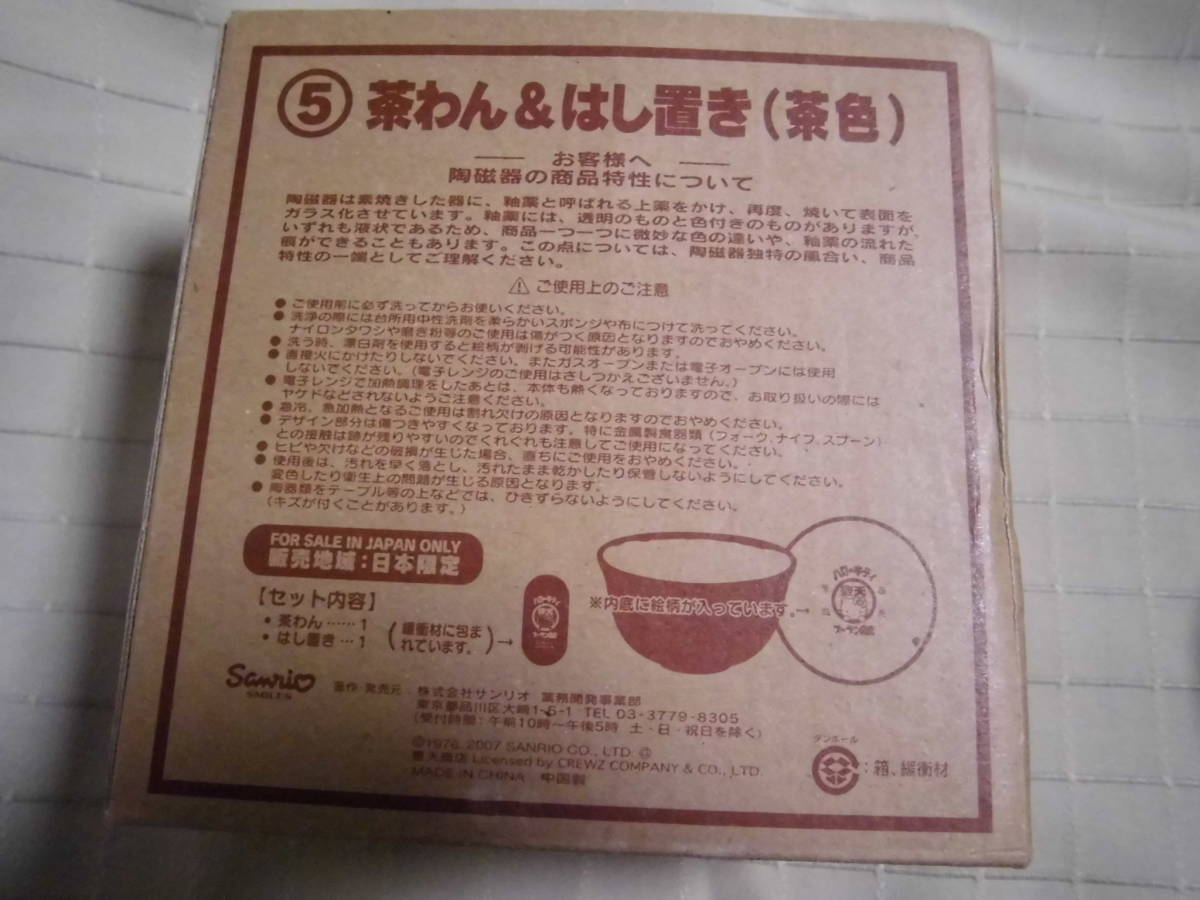 ⑤ 茶わん＆はし置き（茶色）
お客様へ
陶磁器の商品特性について
陶磁器は素焼きした器に、釉薬と呼ばれる上薬をかけ、再度、焼いて表面を
ガラス化させています。釉薬には、透明のものと色付きのものがありますが、
いずれも液状であるため、商品一つ一つに微妙な色の違いや、釉薬の流れた
痕ができることもあります。この点については、陶磁器独特の風合い、商品
特性の一端としてご理解ください。
⚠ ご使用上のご注意
● ご使用前に必ず洗ってからお使いください。
● 洗浄の際には台所用中性洗剤を柔らかいスポンジや布につけて洗ってください。
ナイロンタワシや磨き粉等のご使用は傷がつく原因となりますのでおやめください。
● 洗う時、漂白剤を使用すると絵柄が剥げる可能性があります。
● 直接火にかけたりしないでください。またガスオーブンまたは電子オーブンには使用
しないでください。（電子レンジのご使用はさしつかえございません。）
● 電子レンジで加熱調理をしたあとは、本体も熱くなっておりますので、お取り扱いの際には
ヤケドなどされないようご注意ください。
● 急冷、急加熱となるご使用は割れ欠けの原因となりますのでおやめください。
● デザイン部分は傷つきやすくなっております。特に金属製食器類（フォーク、ナイフ、スプーン）
との接触は跡が残りやすいのでくれぐれも注意してご使用になってください。
● ヒビや欠けなどの破損が生じた場合、直ちにご使用をおやめください。
● 使用後は、汚れを早く落とし、汚れたまま乾かしたり保管しないようにしてください。
変色したり衛生上の問題が生じる原因となります。
● 陶器類をテーブル等の上などでは、ひきずらないようにしてください。
（キズが付くことがあります。）
FOR SALE IN JAPAN ONLY
販売地域：日本限定
【セット内容】
・茶わん……1
・はし置き…1
（緩衝材に包ま
れています。）→
ハローキティ
※内底に絵柄が入っています。→
ハローキティ
Sanrio
SMILES
著作・発売元：株式会社サンリオ 業務開発事業部
東京都品川区大崎1-5-1 TEL 03-3779-8305
（受付時間：午前10時～午後5時 土・日・祝日を除く）
©1976, 2007 SANRIO CO., LTD. Ⓓ
豊天商店 Licensed by CREWZ COMPANY & CO., LTD.
MADE IN CHINA 中国製
ダンボール
：箱、緩衝材